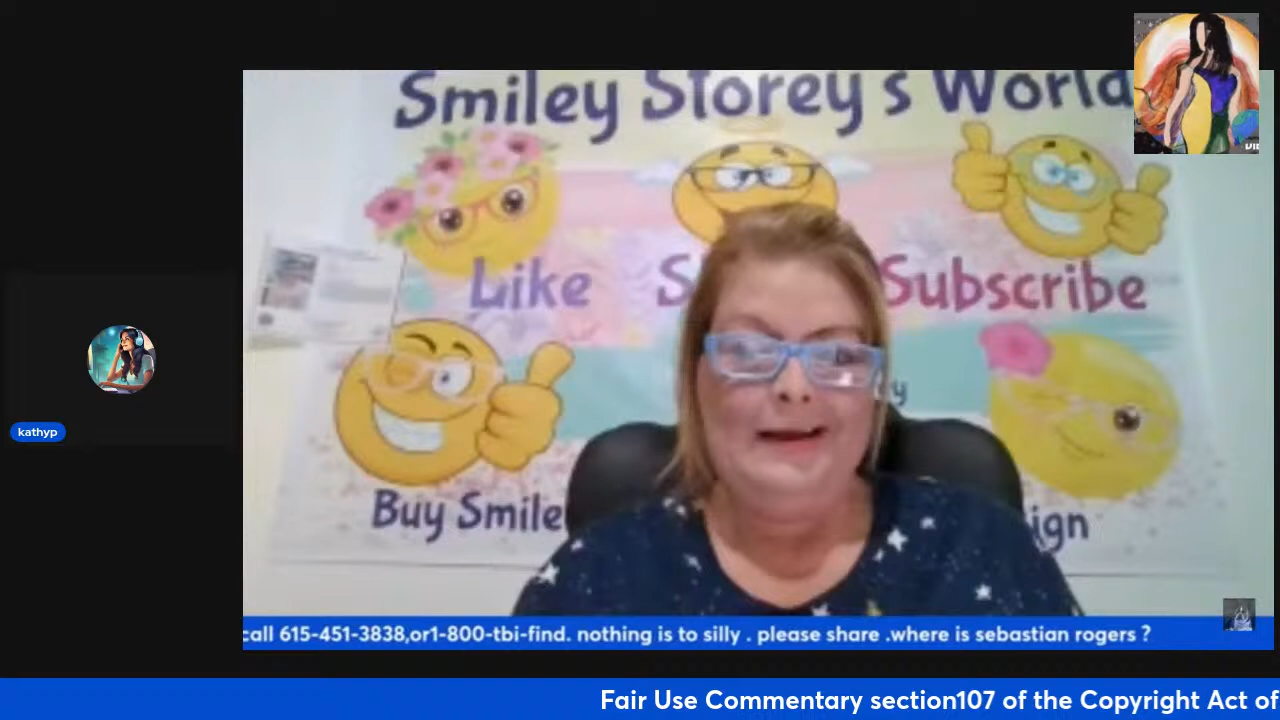 Smiley Storey's World
Like S Subscribe
y
Buy Smile ign
kathyp
call 615-451-3838,or1-800-tbi-find. nothing is to silly . please share .where is sebastian rogers ?
Fair Use Commentary section107 of the Copyright Act of